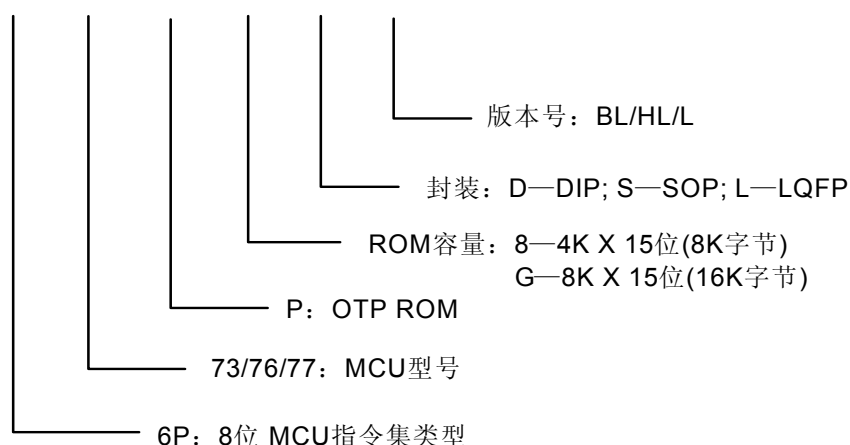 版本号：BL/HL/L
封装：D—DIP; S—SOP; L—LQFP
ROM容量：8—4K X 15位(8K字节)
G—8K X 15位(16K字节)
P：OTP ROM
73/76/77：MCU型号
6P：8位 MCU指令集类型